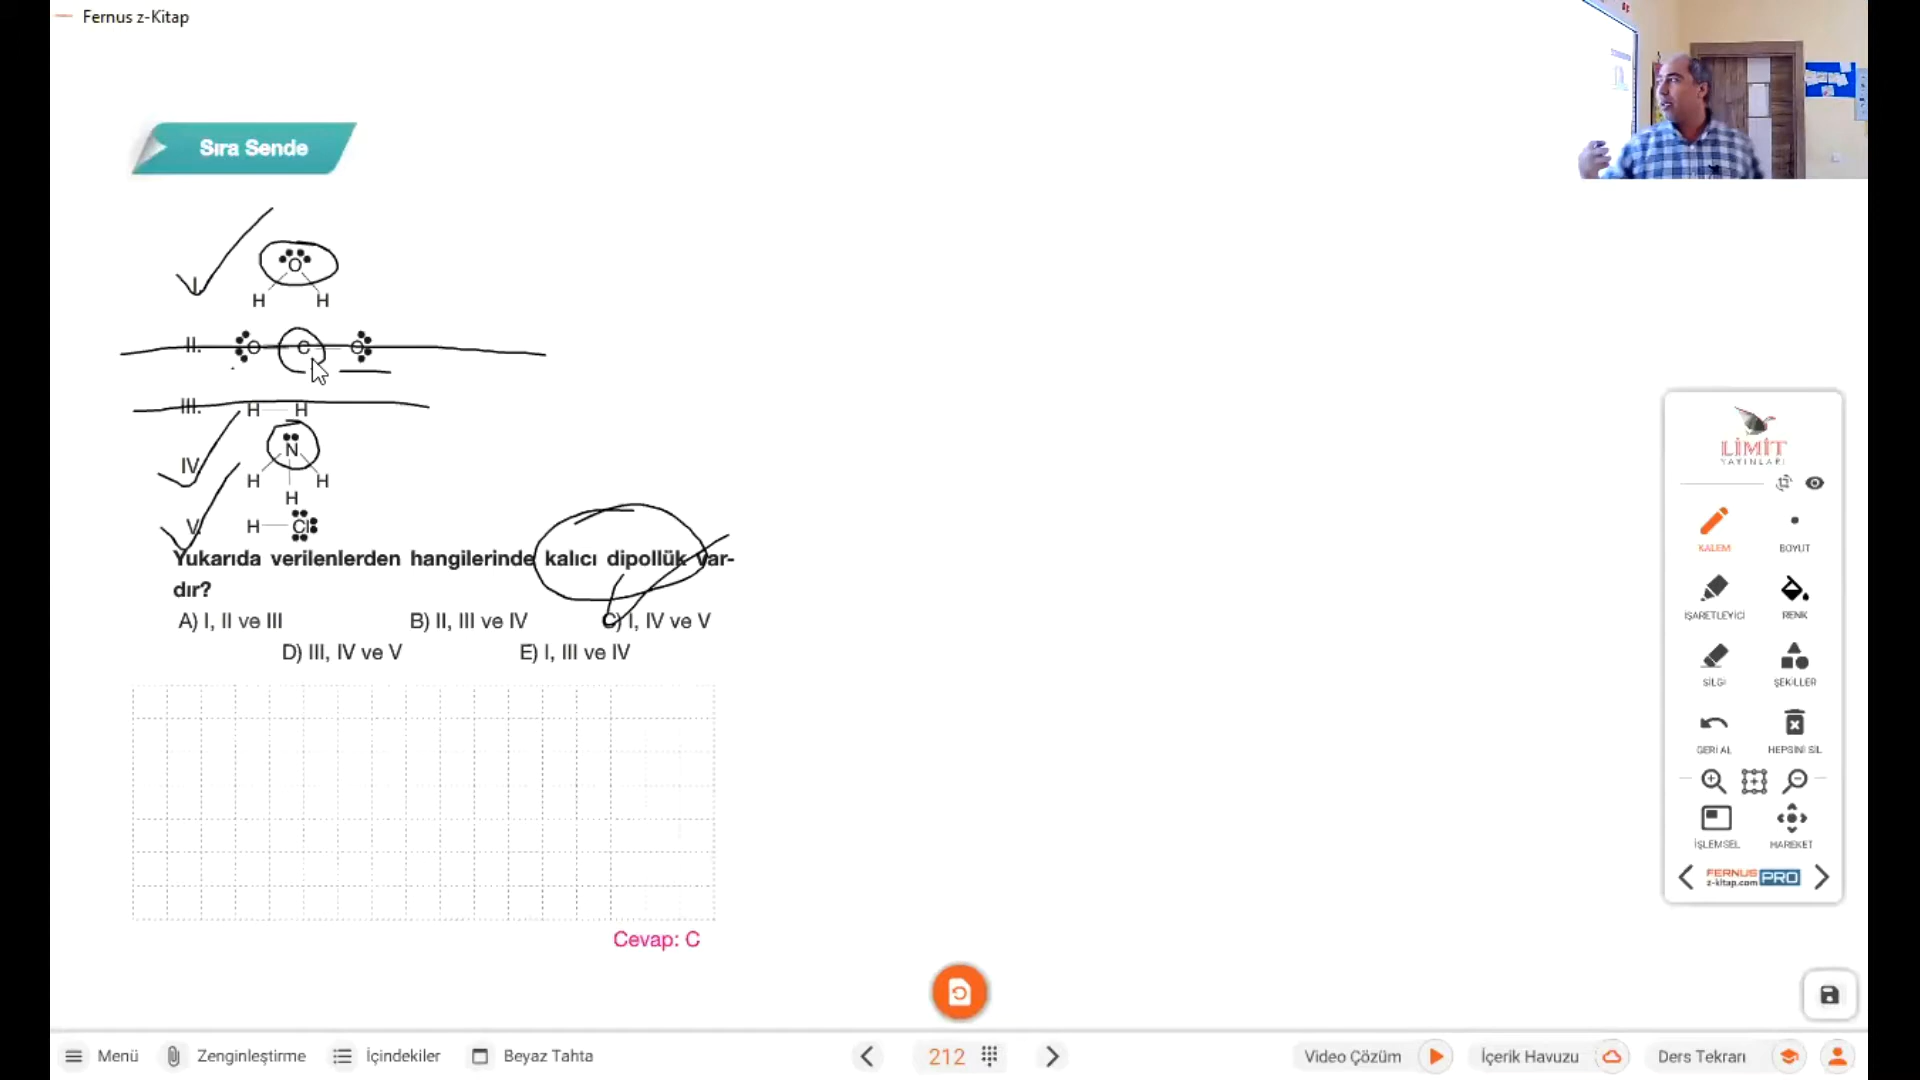 Fernus z-Kitap
Sıra Sende
I.
O
H H
II. O C O
III. H H
IV. N
H H
H
V. H Cl
Yukarıda verilenlerden hangilerinde kalıcı dipollük var-
dır?
A) I, II ve III B) II, III ve IV C) I, IV ve V
D) III, IV ve V E) I, III ve IV
Cevap: C
LİMİT
YAYINLARI
KALEM BOYUT
İŞARETLEYİCİ RENK
SİLGİ ŞEKİLLER
GERİ AL HEPSİNİ SİL
İŞLEMSEL HAREKET
FERNUS PRO
z-kitap.com
Menü Zenginleştirme İçindekiler Beyaz Tahta 212 Video Çözüm İçerik Havuzu Ders Tekrarı